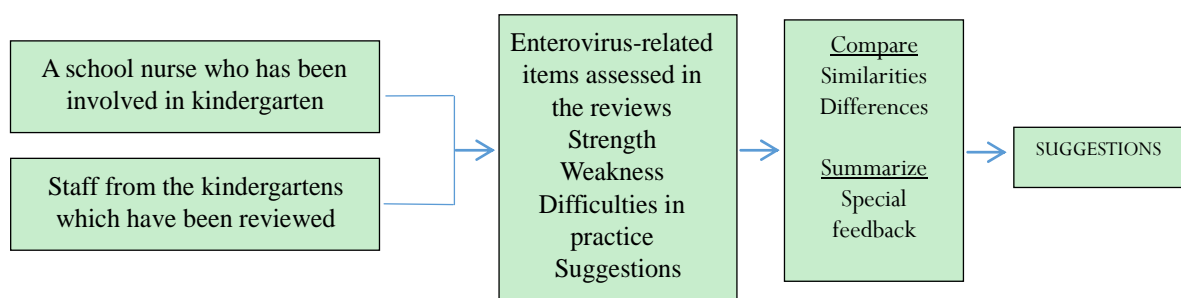 A school nurse who has been
involved in kindergarten
Staff from the kindergartens
which have been reviewed
Enterovirus-related
items assessed in
the reviews
Strength
Weakness
Difficulties in
practice
Suggestions
Compare
Similarities
Differences
Summarize
Special
feedback
SUGGESTIONS